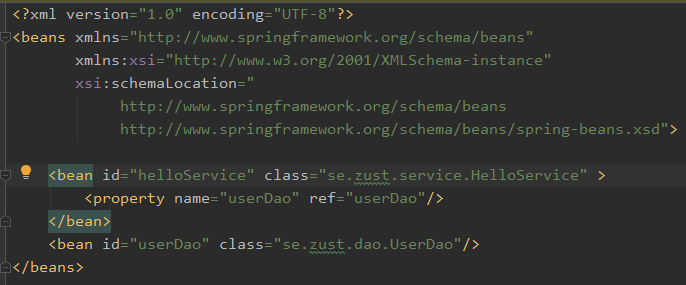 <?xml version="1.0" encoding="UTF-8"?>
<beans xmlns="http://www.springframework.org/schema/beans"
xmlns:xsi="http://www.w3.org/2001/XMLSchema-instance"
xsi:schemaLocation="
http://www.springframework.org/schema/beans
http://www.springframework.org/schema/beans/spring-beans.xsd">
<bean id="helloService" class="se.zust.service.HelloService" >
<property name="userDao" ref="userDao"/>
</bean>
<bean id="userDao" class="se.zust.dao.UserDao"/>
</beans>